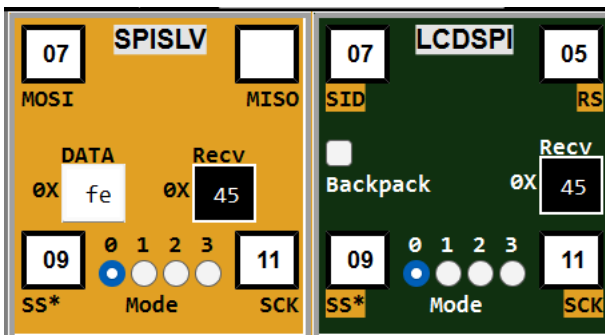 SPISLV
07
MOSI
MISO
DATA
Recv
0X fe
0X 45
09
0 1 2 3
11
SS*
Mode
SCK
LCDSPI
07
05
SID
RS
Backpack
Recv
0X 45
09
0 1 2 3
11
SS*
Mode
SCK